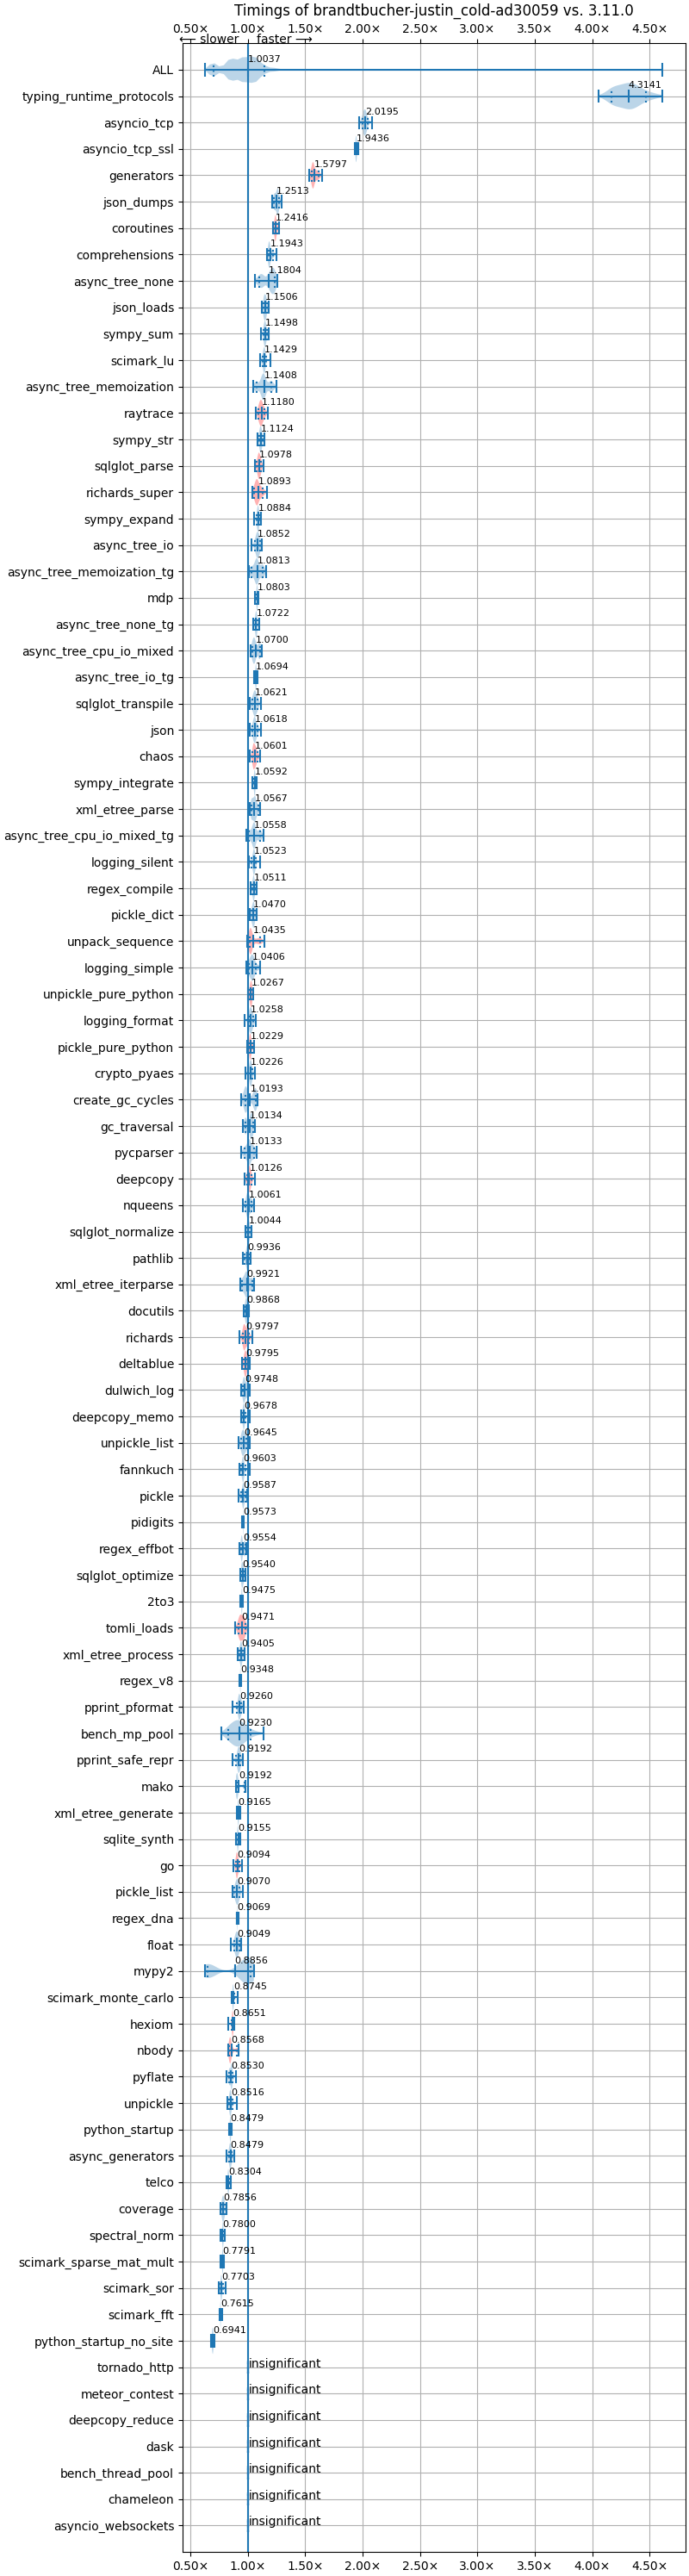 Timings of brandtbucher-justin_cold-ad30059 vs. 3.11.0
0.50× 1.00× 1.50× 2.00× 2.50× 3.00× 3.50× 4.00× 4.50×
⟵ slower faster ⟶
ALL 1.0037
typing_runtime_protocols 4.3141
asyncio_tcp 2.0195
asyncio_tcp_ssl 1.9436
generators 1.5797
json_dumps 1.2513
coroutines 1.2416
comprehensions 1.1943
async_tree_none 1.1804
json_loads 1.1506
sympy_sum 1.1498
scimark_lu 1.1429
async_tree_memoization 1.1408
raytrace 1.1180
sympy_str 1.1124
sqlglot_parse 1.0978
richards_super 1.0893
sympy_expand 1.0884
async_tree_io 1.0852
async_tree_memoization_tg 1.0813
mdp 1.0803
async_tree_none_tg 1.0722
async_tree_cpu_io_mixed 1.0700
async_tree_io_tg 1.0694
sqlglot_transpile 1.0621
json 1.0618
chaos 1.0601
sympy_integrate 1.0592
xml_etree_parse 1.0567
async_tree_cpu_io_mixed_tg 1.0558
logging_silent 1.0523
regex_compile 1.0511
pickle_dict 1.0470
unpack_sequence 1.0435
logging_simple 1.0406
unpickle_pure_python 1.0267
logging_format 1.0258
pickle_pure_python 1.0229
crypto_pyaes 1.0226
create_gc_cycles 1.0193
gc_traversal 1.0134
pycparser 1.0133
deepcopy 1.0126
nqueens 1.0061
sqlglot_normalize 1.0044
pathlib 0.9936
xml_etree_iterparse 0.9921
docutils 0.9868
richards 0.9797
deltablue 0.9795
dulwich_log 0.9748
deepcopy_memo 0.9678
unpickle_list 0.9645
fannkuch 0.9603
pickle 0.9587
pidigits 0.9573
regex_effbot 0.9554
sqlglot_optimize 0.9540
2to3 0.9475
tomli_loads 0.9471
xml_etree_process 0.9405
regex_v8 0.9348
pprint_pformat 0.9260
bench_mp_pool 0.9230
pprint_safe_repr 0.9192
mako 0.9192
xml_etree_generate 0.9165
sqlite_synth 0.9155
go 0.9094
pickle_list 0.9070
regex_dna 0.9069
float 0.9049
mypy2 0.8856
scimark_monte_carlo 0.8745
hexiom 0.8651
nbody 0.8568
pyflate 0.8530
unpickle 0.8516
python_startup 0.8479
async_generators 0.8479
telco 0.8304
coverage 0.7856
spectral_norm 0.7800
scimark_sparse_mat_mult 0.7791
scimark_sor 0.7703
scimark_fft 0.7615
python_startup_no_site 0.6941
tornado_http insignificant
meteor_contest insignificant
deepcopy_reduce insignificant
dask insignificant
bench_thread_pool insignificant
chameleon insignificant
asyncio_websockets insignificant
0.50× 1.00× 1.50× 2.00× 2.50× 3.00× 3.50× 4.00× 4.50×